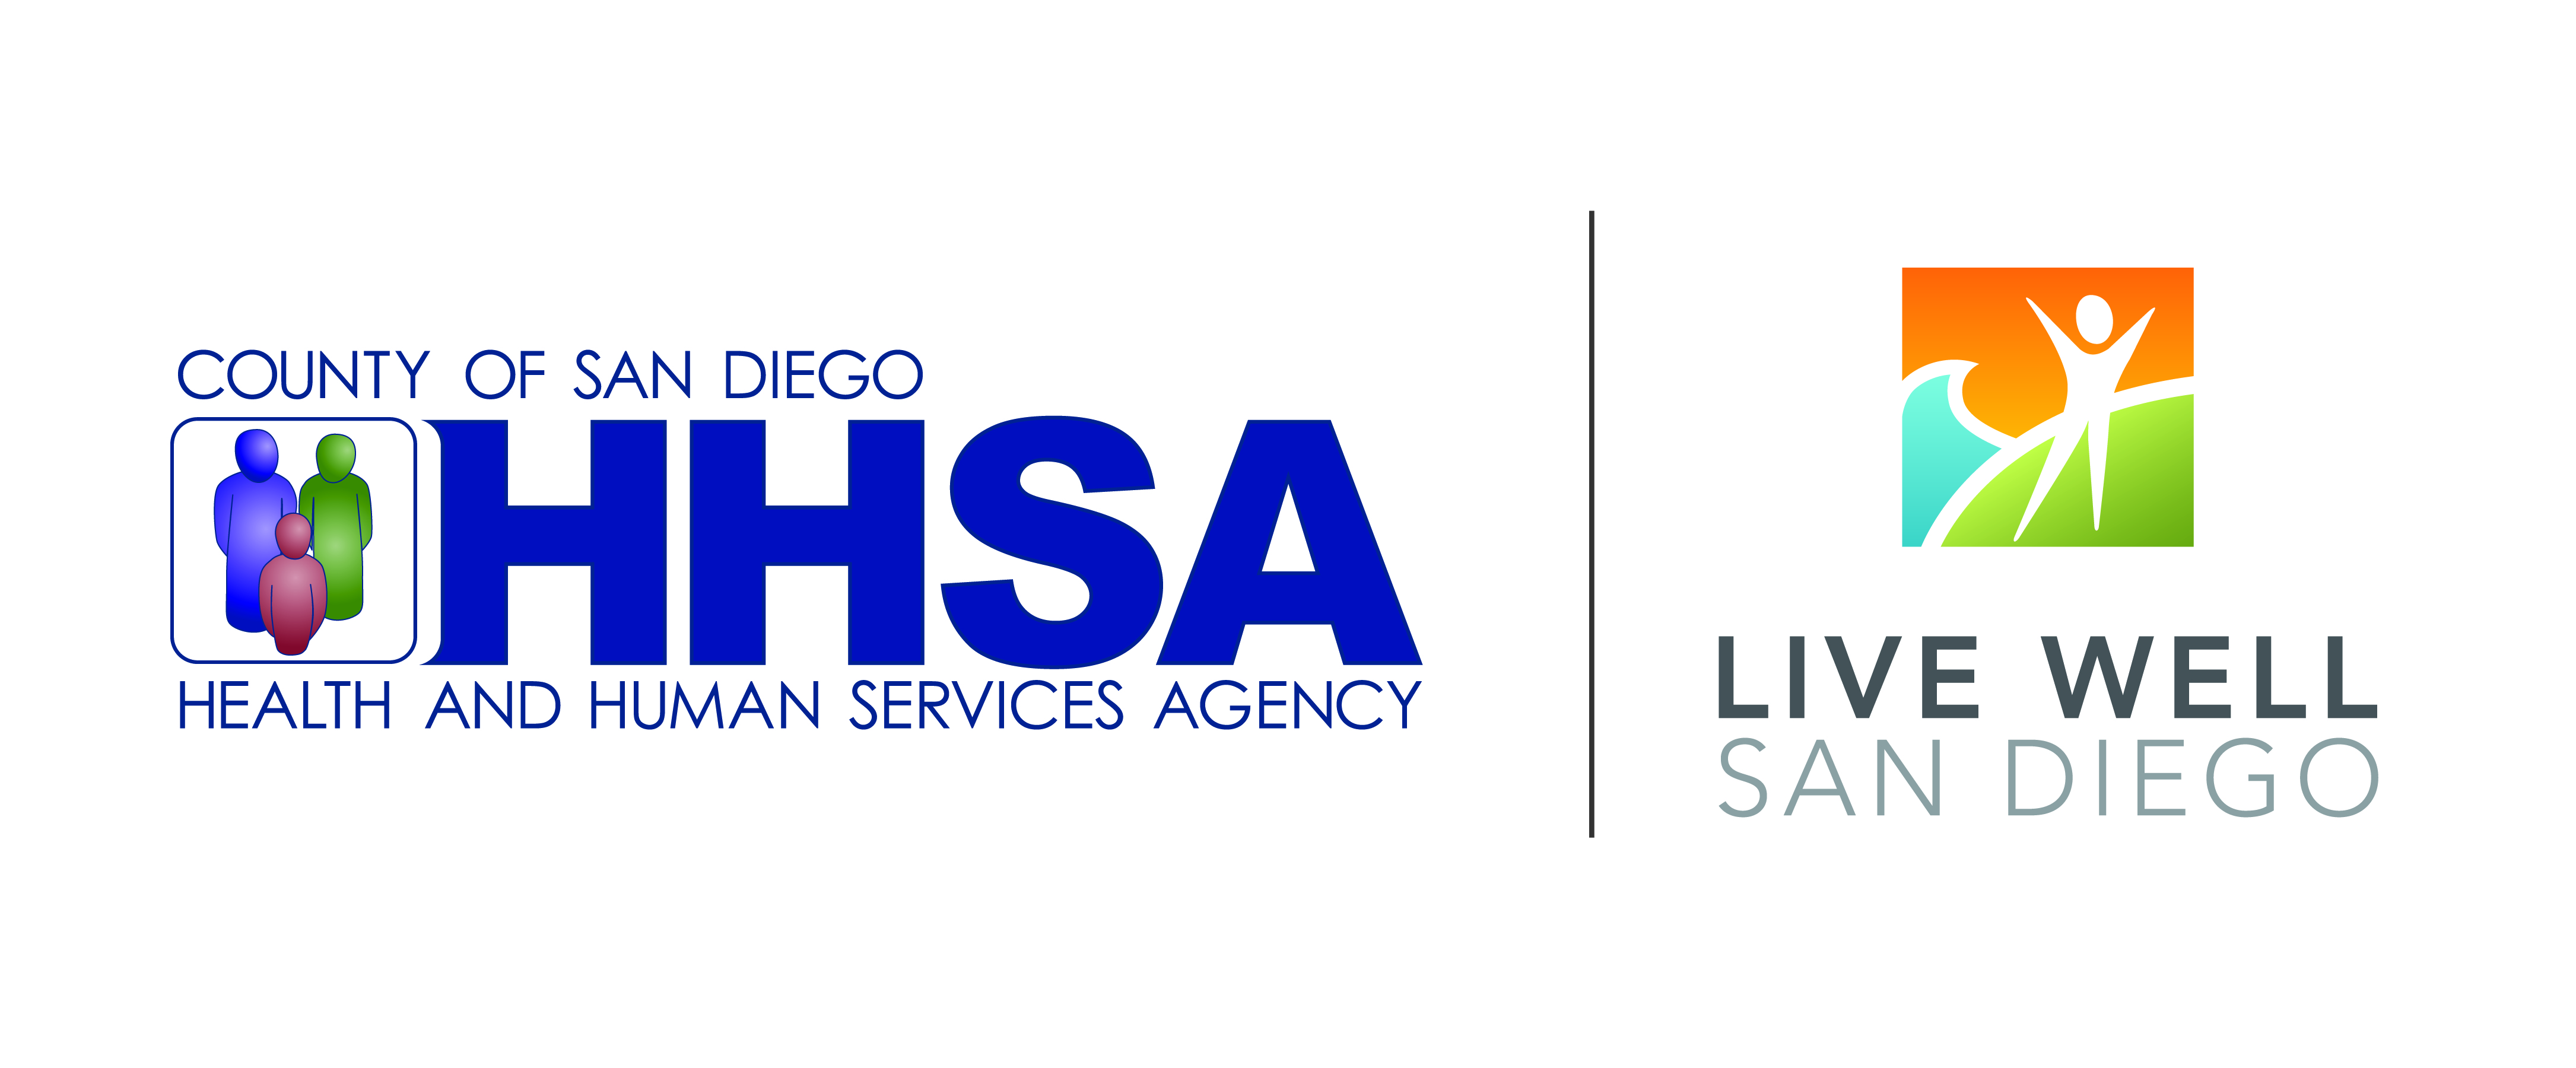 COUNTY OF SAN DIEGO
HHSA
HEALTH AND HUMAN SERVICES AGENCY
LIVE WELL
SAN DIEGO